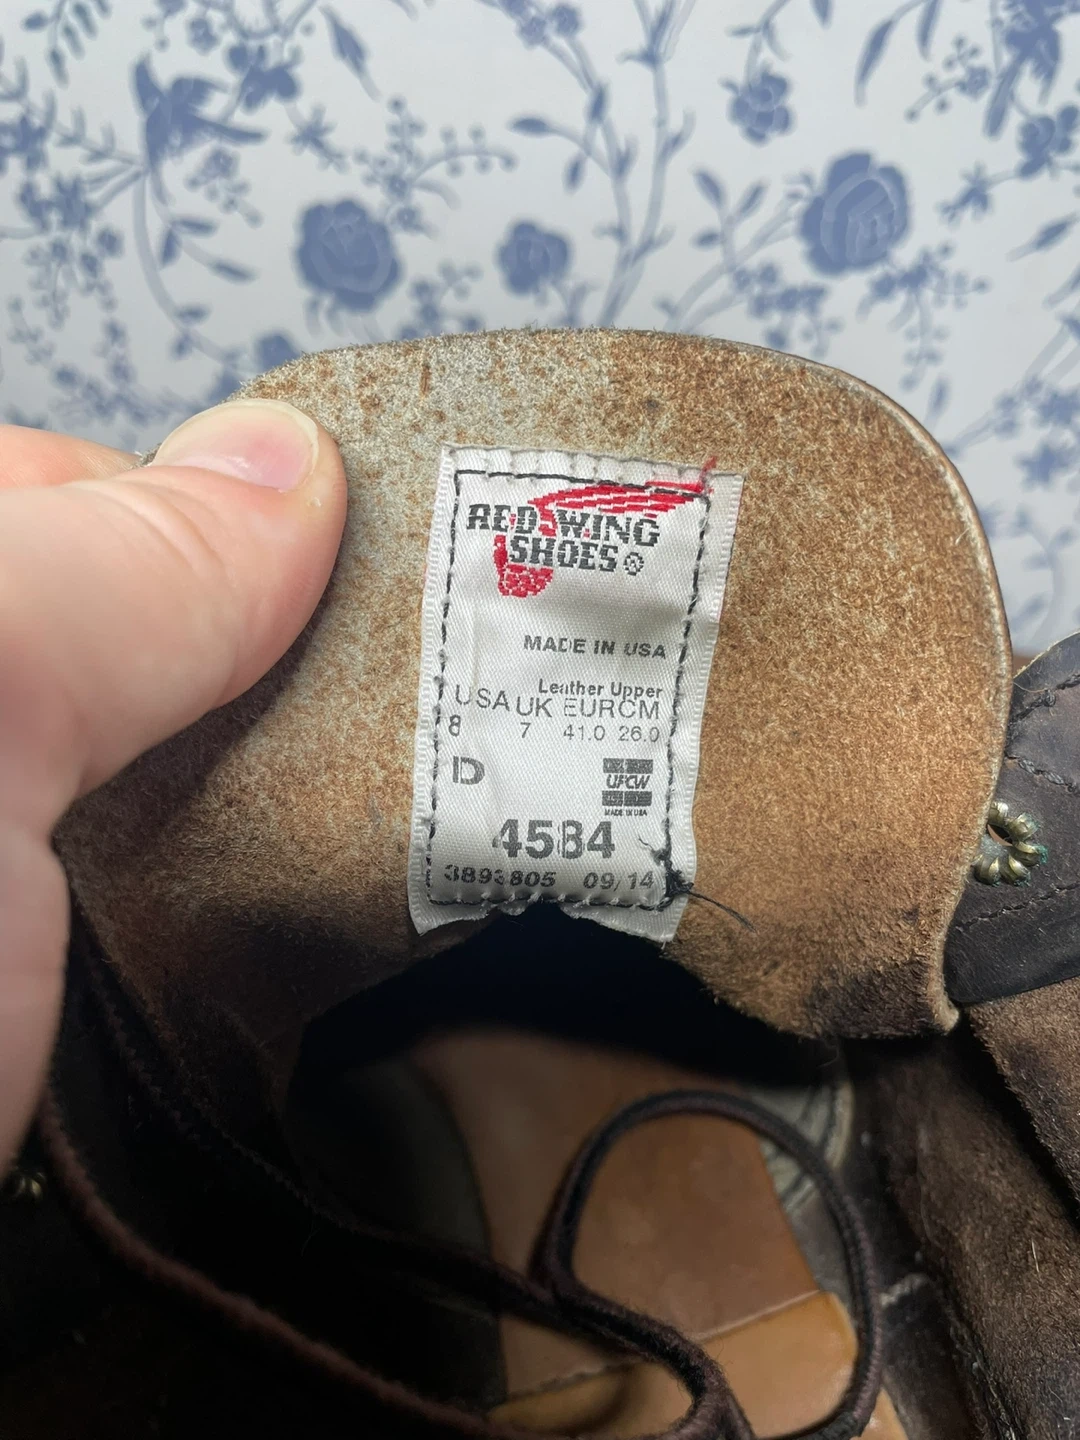 RED WING
SHOES®
MADE IN USA
Leather Upper
USA UK EUR CM
8 7 41.0 26.0
D
UFCW
MADE IN USA
4584
3893805 09/14